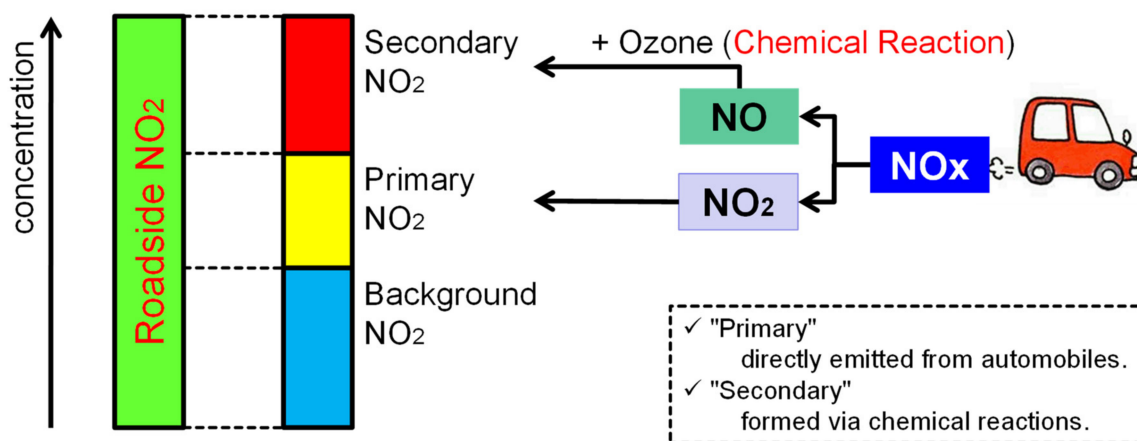 concentration
Roadside NO2
Secondary
NO2
Primary
NO2
Background
NO2
+ Ozone (Chemical Reaction)
NO
NO2
NOx
✓ "Primary"
directly emitted from automobiles.
✓ "Secondary"
formed via chemical reactions.